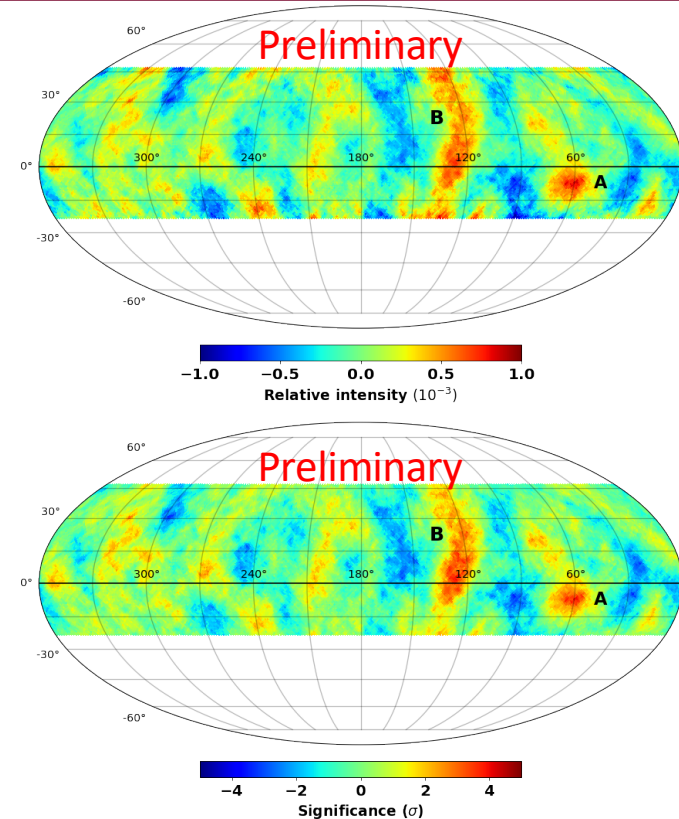 60°
Preliminary
30°
B
300° 240° 180° 120° 60°
0°
A
-30°
-60°
−1.0 −0.5 0.0 0.5 1.0
Relative intensity (10⁻³)
60°
Preliminary
30°
B
300° 240° 180° 120° 60°
0°
A
-30°
-60°
−4 −2 0 2 4
Significance (σ)